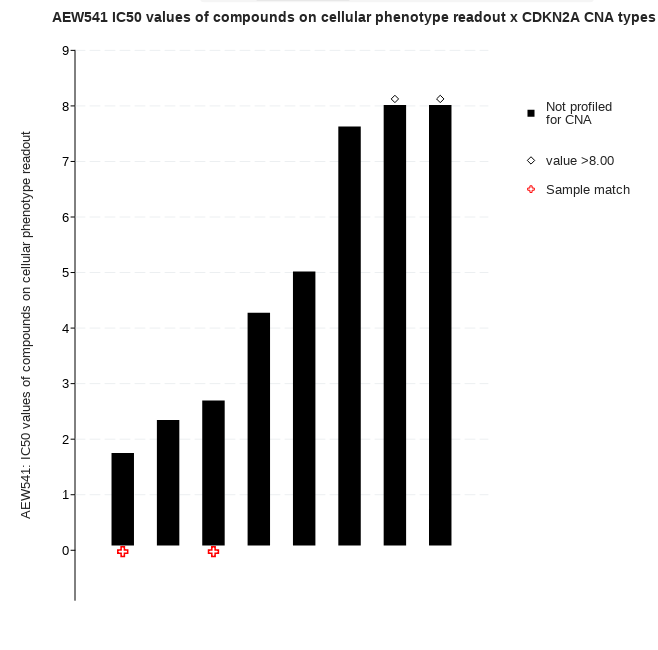 AEW541 IC50 values of compounds on cellular phenotype readout x CDKN2A CNA types
AEW541: IC50 values of compounds on cellular phenotype readout
9
8
7
6
5
4
3
2
1
0
Not profiled
for CNA
value >8.00
Sample match